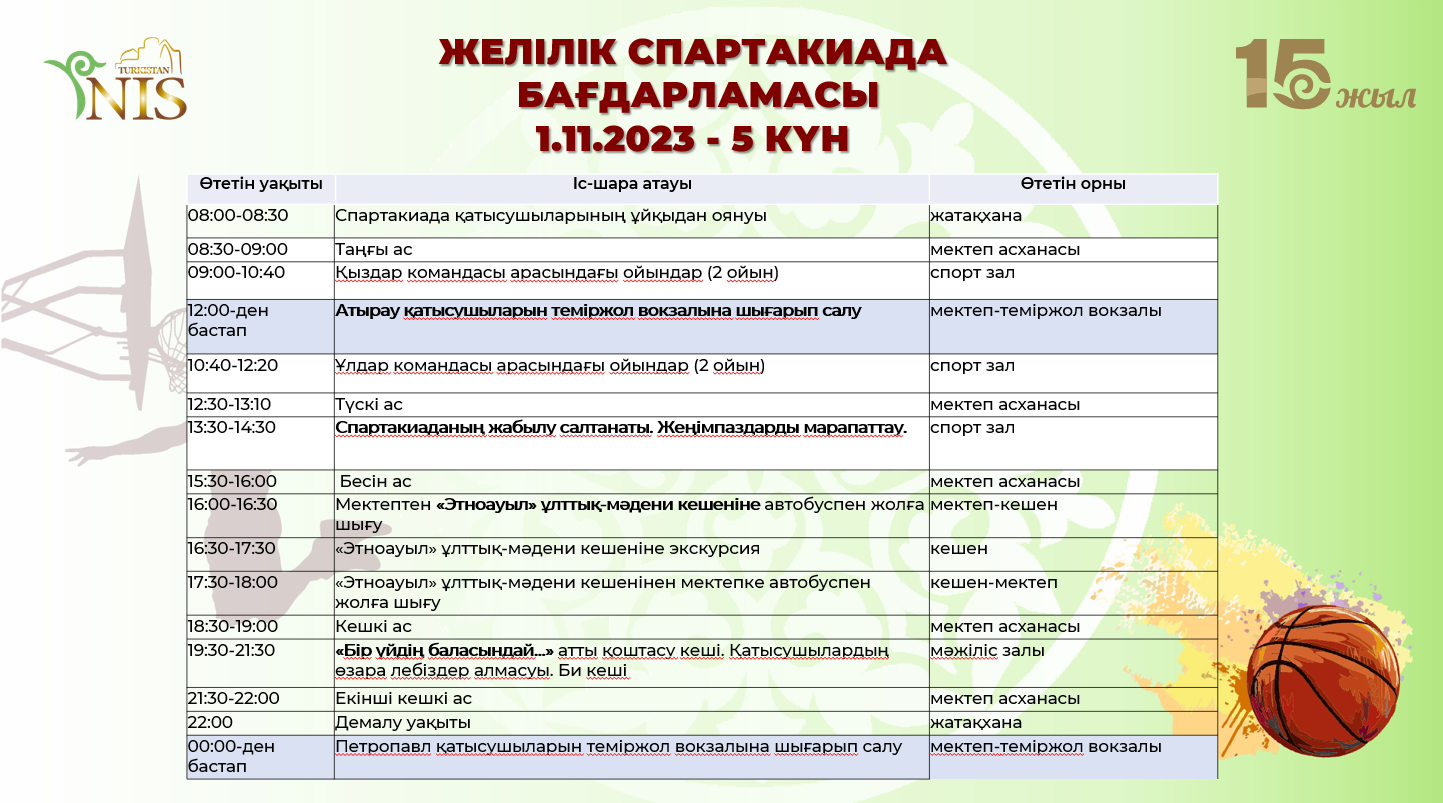 TURKISTAN
NIS
ЖЕЛІЛІК СПАРТАКИАДА
БАҒДАРЛАМАСЫ
1.11.2023 - 5 КҮН
15 жыл
Өтетін уақыты Іс-шара атауы Өтетін орны
08:00-08:30 Спартакиада қатысушыларының ұйқыдан оянуы жатақхана
08:30-09:00 Таңғы ас мектеп асханасы
09:00-10:40 Қыздар командасы арасындағы ойындар (2 ойын) спорт зал
12:00-ден Атырау қатысушыларын теміржол вокзалына шығарып салу мектеп-теміржол вокзалы
бастап
10:40-12:20 Ұлдар командасы арасындағы ойындар (2 ойын) спорт зал
12:30-13:10 Түскі ас мектеп асханасы
13:30-14:30 Спартакиаданың жабылу салтанаты. Жеңімпаздарды марапаттау. спорт зал
15:30-16:00 Бесін ас мектеп асханасы
16:00-16:30 Мектептен «Этноауыл» ұлттық-мәдени кешеніне автобуспен жолға мектеп-кешен
шығу
16:30-17:30 «Этноауыл» ұлттық-мәдени кешеніне экскурсия кешен
17:30-18:00 «Этноауыл» ұлттық-мәдени кешенінен мектепке автобуспен кешен-мектеп
жолға шығу
18:30-19:00 Кешкі ас мектеп асханасы
19:30-21:30 «Бір үйдің баласындай...» атты қоштасу кеші. Қатысушылардың мәжіліс залы
өзара лебіздер алмасуы. Би кеші
21:30-22:00 Екінші кешкі ас мектеп асханасы
22:00 Демалу уақыты жатақхана
00:00-ден Петропавл қатысушыларын теміржол вокзалына шығарып салу мектеп-теміржол вокзалы
бастап